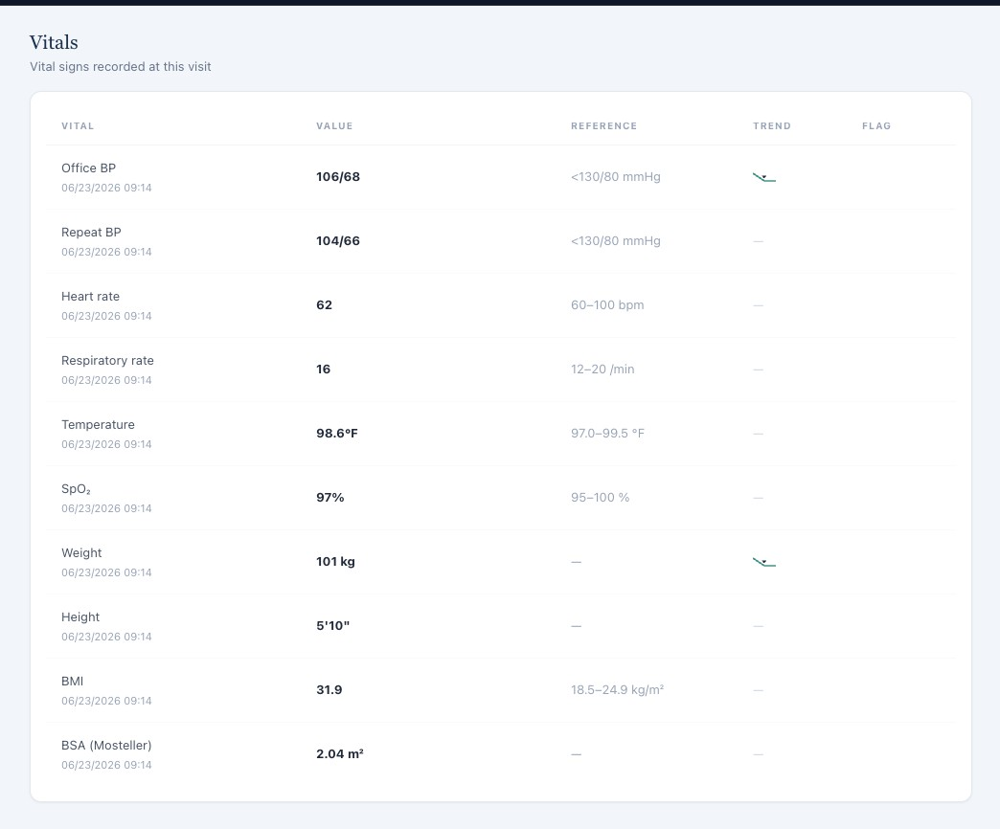 Vitals
Vital signs recorded at this visit
VITAL VALUE REFERENCE TREND FLAG
Office BP
06/23/2026 09:14
106/68 <130/80 mmHg
Repeat BP
06/23/2026 09:14
104/66 <130/80 mmHg —
Heart rate
06/23/2026 09:14
62 60–100 bpm —
Respiratory rate
06/23/2026 09:14
16 12–20 /min —
Temperature
06/23/2026 09:14
98.6°F 97.0–99.5 °F —
SpO₂
06/23/2026 09:14
97% 95–100 % —
Weight
06/23/2026 09:14
101 kg —
Height
06/23/2026 09:14
5'10" — —
BMI
06/23/2026 09:14
31.9 18.5–24.9 kg/m² —
BSA (Mosteller)
06/23/2026 09:14
2.04 m² — —